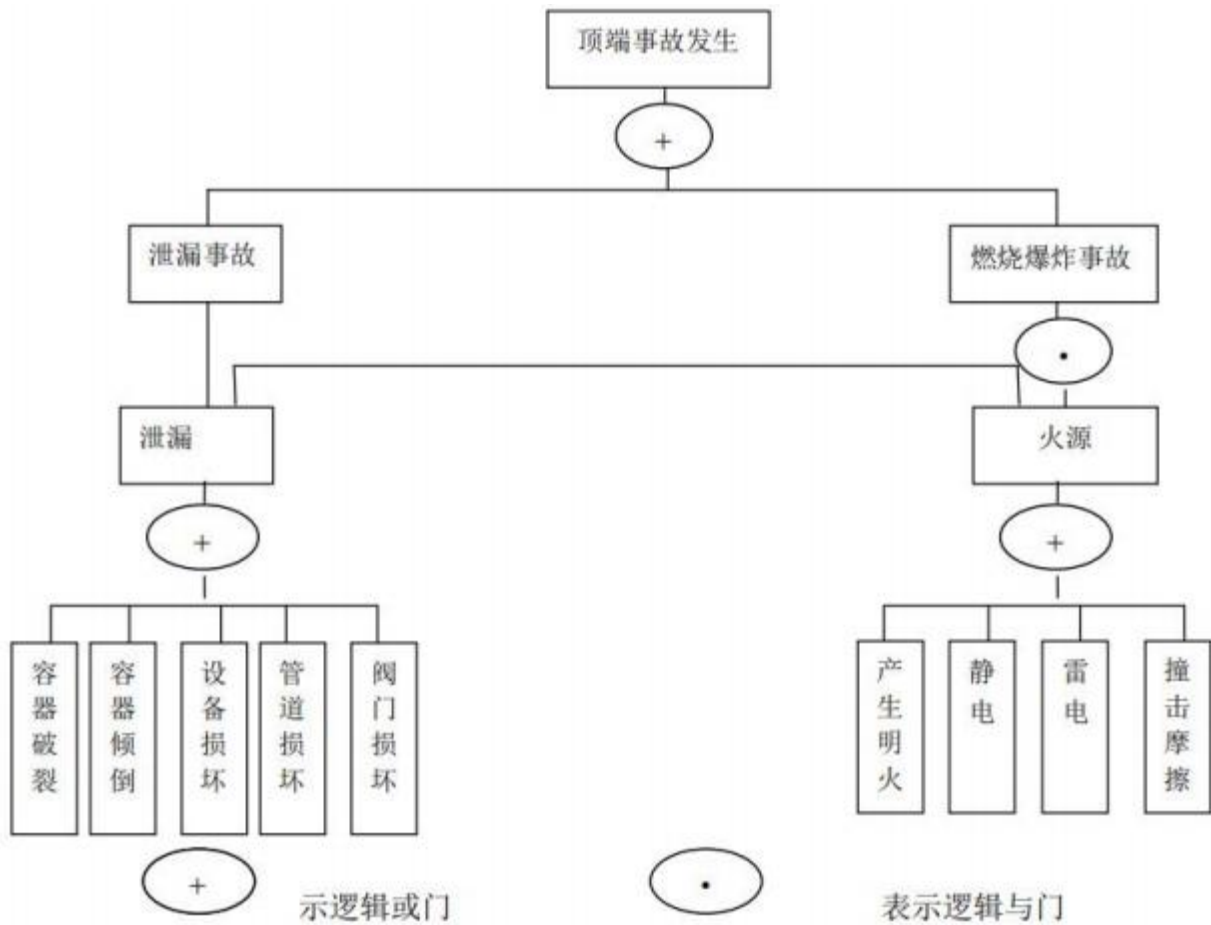 顶端事故发生
+
泄漏事故
燃烧爆炸事故
·
泄漏
火源
+
+
容器破裂
容器倾倒
设备损坏
管道损坏
阀门损坏
产生明火
静电
雷电
撞击摩擦
+
示逻辑或门
·
表示逻辑与门